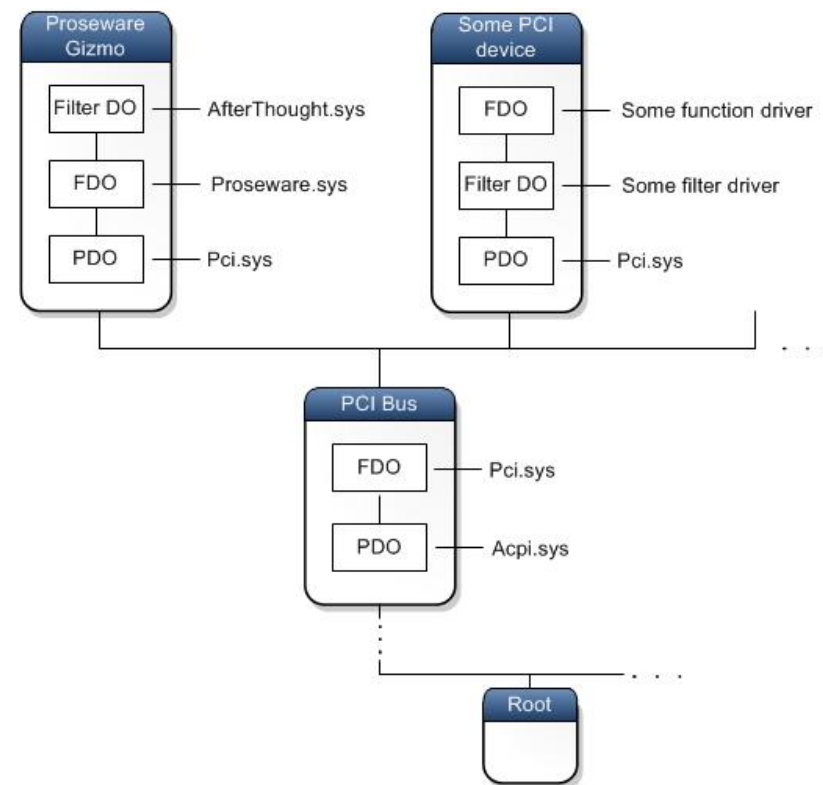 Proseware
Gizmo
Filter DO
AfterThought.sys
FDO
Proseware.sys
PDO
Pci.sys
Some PCI
device
FDO
Some function driver
Filter DO
Some filter driver
PDO
Pci.sys
. . .
PCI Bus
FDO
Pci.sys
PDO
Acpi.sys
. . . .
Root